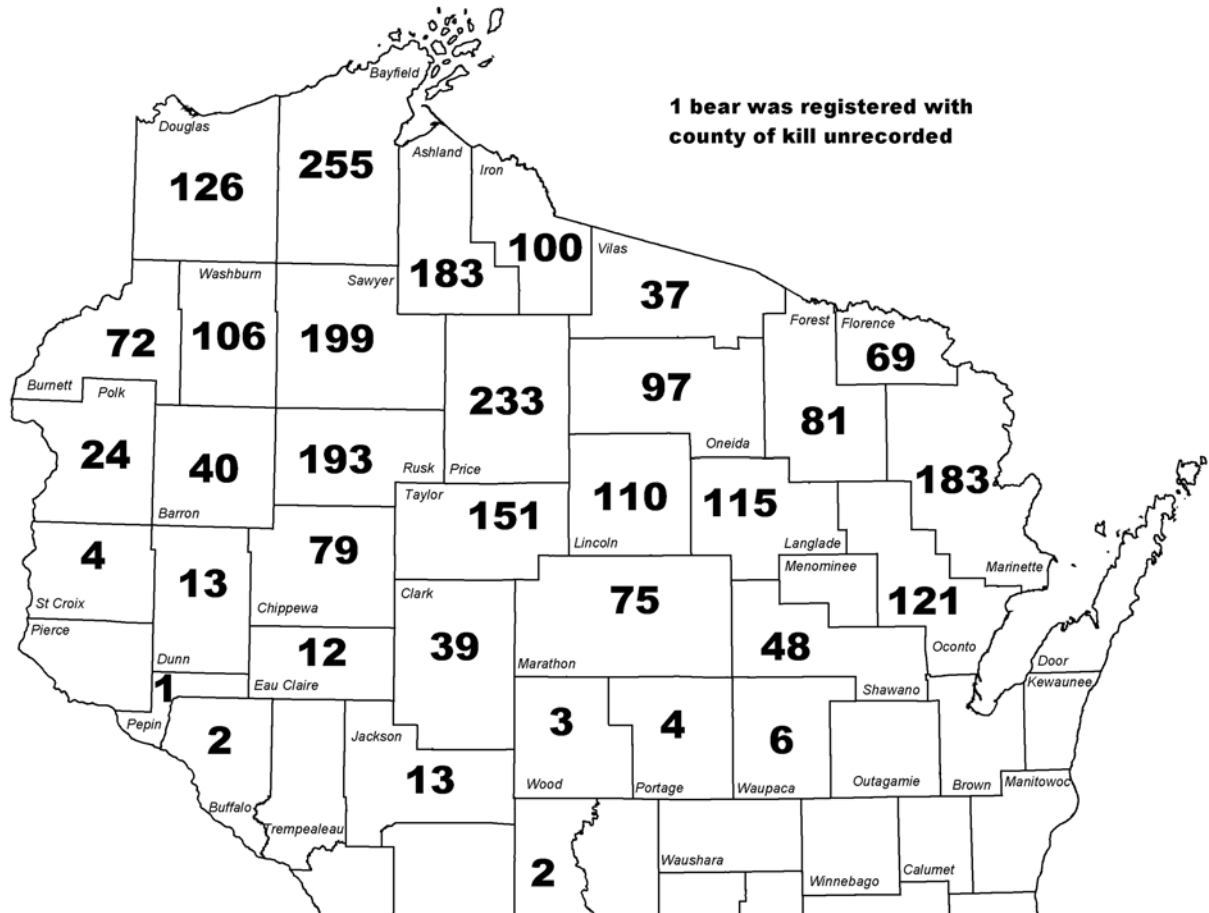 Bayfield
1 bear was registered with
county of kill unrecorded
Douglas
255
Ashland
Iron
126
100
Vilas
Washburn
Sawyer
183
37
Forest
Florence
72
106
199
69
Burnett
Polk
233
97
81
24
40
193
Rusk
Price
Oneida
183
Taylor
151
110
115
Barron
4
13
79
Lincoln
Langlade
Menominee
Marinette
St Croix
Chippewa
Clark
75
121
Pierce
12
39
48
Dunn
Eau Claire
Marathon
Oconto
Door
1
Shawano
Kewaunee
Pepin
2
Jackson
3
4
6
13
Wood
Portage
Waupaca
Outagamie
Brown
Manitowoc
Buffalo
Trempealeau
2
Waushara
Winnebago
Calumet